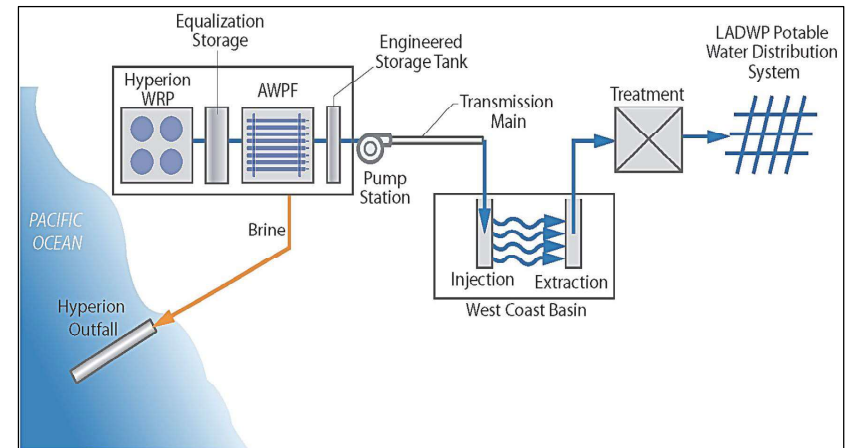 Equalization
Storage
Hyperion
WRP
AWPF
Engineered
Storage Tank
Transmission
Main
Pump
Station
Treatment
LADWP Potable
Water Distribution
System
PACIFIC
OCEAN
Brine
Injection
Extraction
West Coast Basin
Hyperion
Outfall